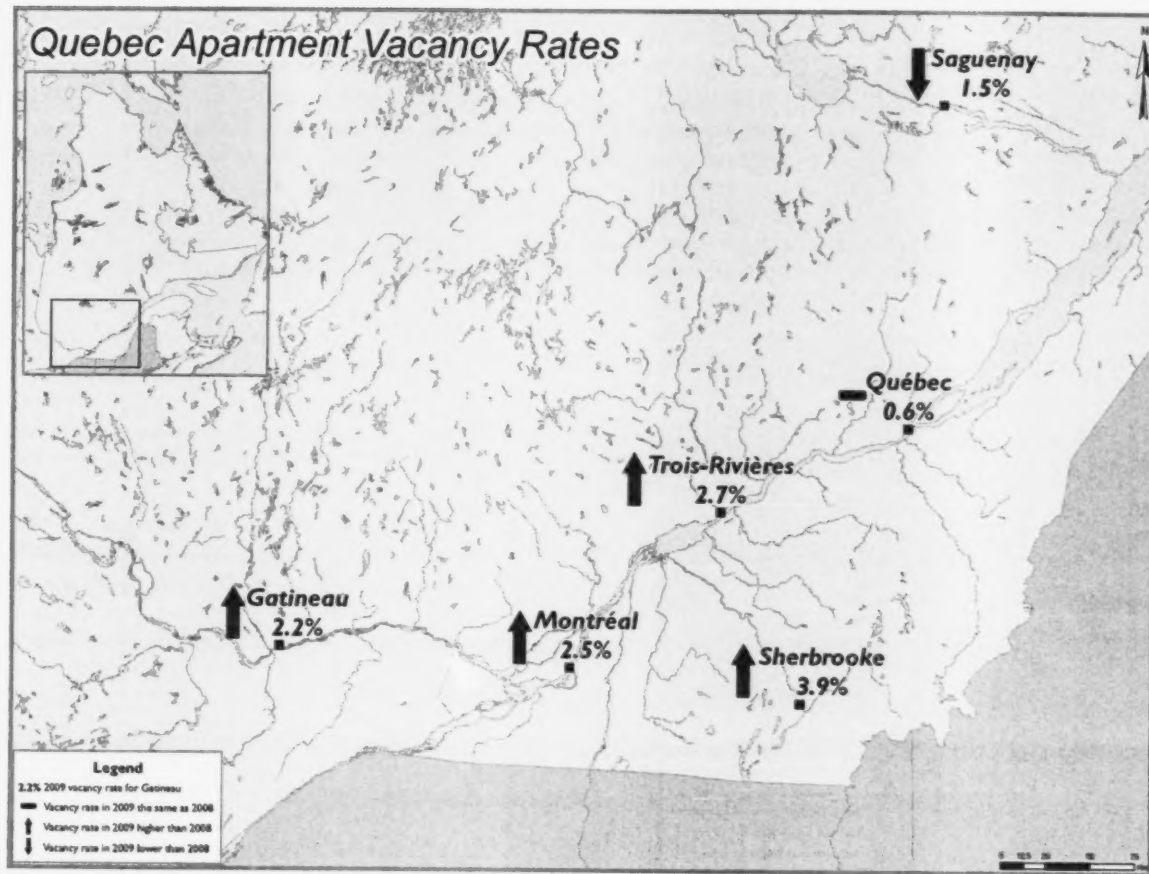 Quebec Apartment Vacancy Rates
N
Saguenay
1.5%
Québec
0.6%
Trois-Rivières
2.7%
Gatineau
2.2%
Montréal
2.5%
Sherbrooke
3.9%
Legend
2.2% 2009 vacancy rate for Gatineau
Vacancy rate in 2009 the same as 2008
Vacancy rate in 2009 higher than 2008
Vacancy rate in 2009 lower than 2008